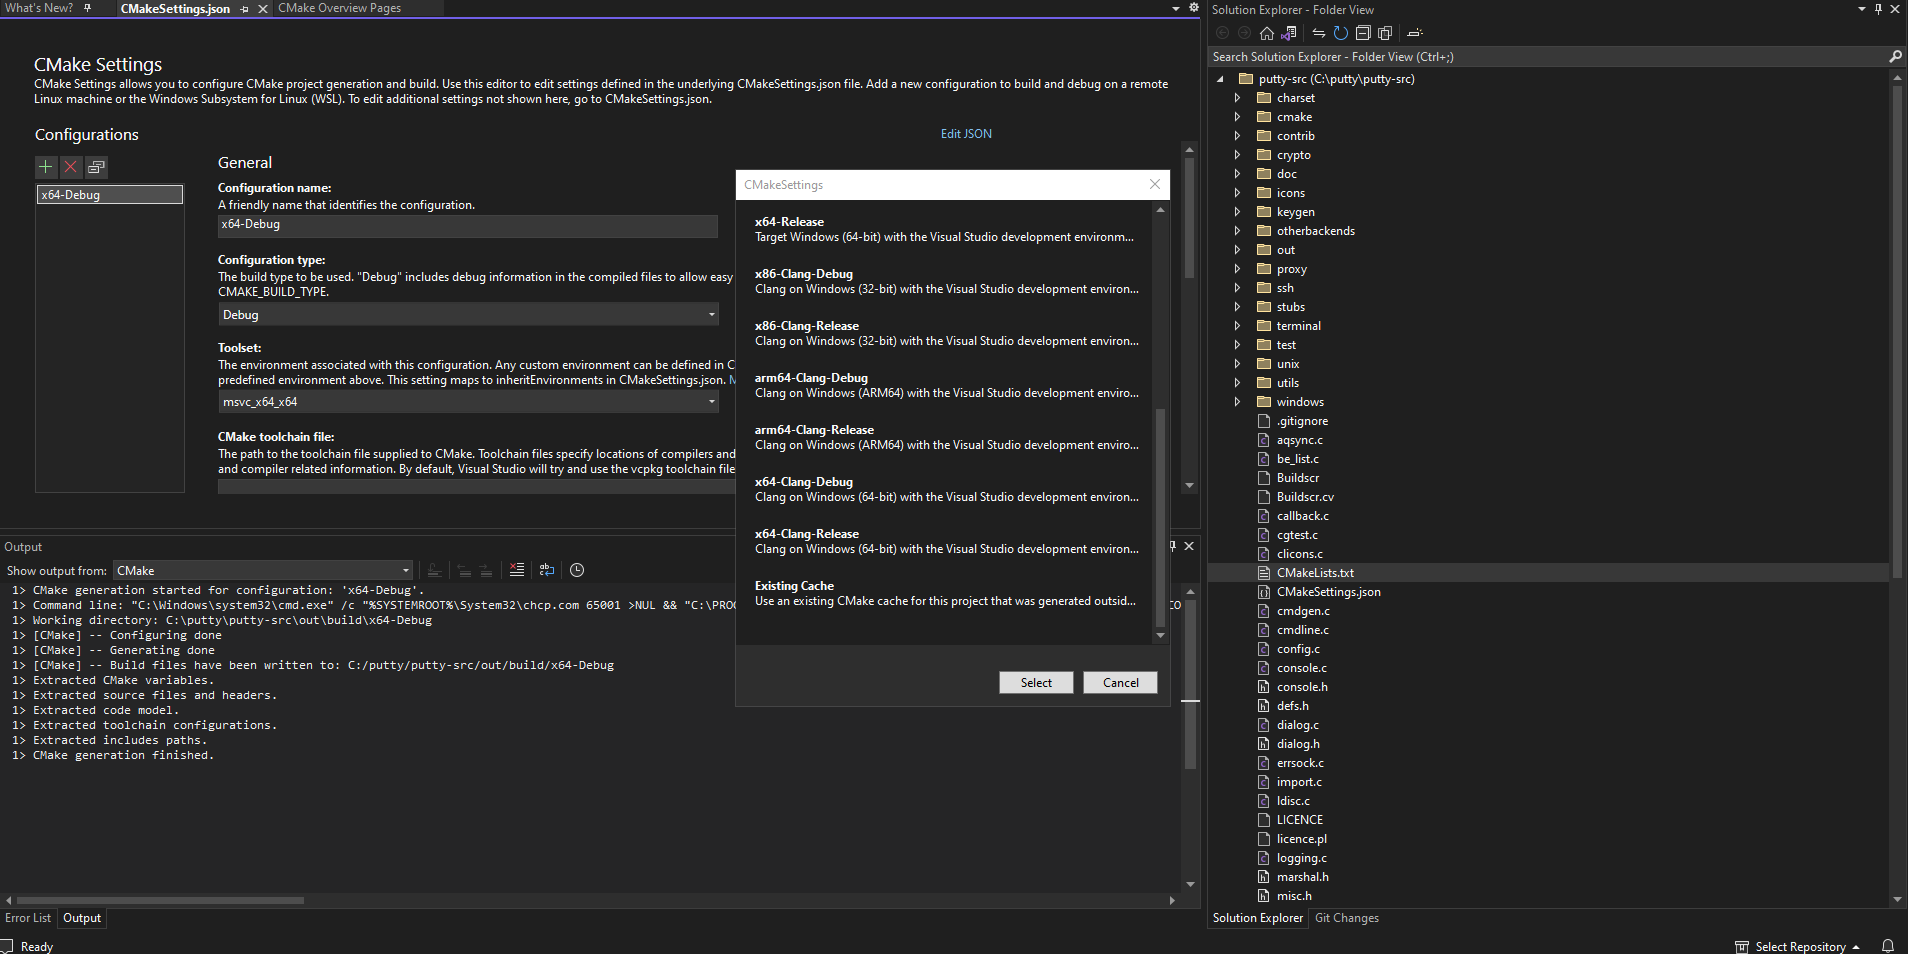 What's New?
CMakeSettings.json
CMake Overview Pages
CMake Settings
CMake Settings allows you to configure CMake project generation and build. Use this editor to edit settings defined in the underlying CMakeSettings.json file. Add a new configuration to build and debug on a remote
Linux machine or the Windows Subsystem for Linux (WSL). To edit additional settings not shown here, go to CMakeSettings.json.
Configurations
Edit JSON
x64-Debug
General
Configuration name:
A friendly name that identifies the configuration.
x64-Debug
Configuration type:
The build type to be used. "Debug" includes debug information in the compiled files to allow easy
CMAKE_BUILD_TYPE.
Debug
Toolset:
The environment associated with this configuration. Any custom environment can be defined in C
predefined environment above. This setting maps to inheritEnvironments in CMakeSettings.json. M
msvc_x64_x64
CMake toolchain file:
The path to the toolchain file supplied to CMake. Toolchain files specify locations of compilers and
and compiler related information. By default, Visual Studio will try and use the vcpkg toolchain file
CMakeSettings
x64-Release
Target Windows (64-bit) with the Visual Studio development environm...
x86-Clang-Debug
Clang on Windows (32-bit) with the Visual Studio development environ...
x86-Clang-Release
Clang on Windows (32-bit) with the Visual Studio development environ...
arm64-Clang-Debug
Clang on Windows (ARM64) with the Visual Studio development enviro...
arm64-Clang-Release
Clang on Windows (ARM64) with the Visual Studio development enviro...
x64-Clang-Debug
Clang on Windows (64-bit) with the Visual Studio development environ...
x64-Clang-Release
Clang on Windows (64-bit) with the Visual Studio development environ...
Existing Cache
Use an existing CMake cache for this project that was generated outsid...
Select
Cancel
Output
Show output from: CMake
1> CMake generation started for configuration: 'x64-Debug'.
1> Command line: "C:\Windows\system32\cmd.exe" /c "%SYSTEMROOT%\System32\chcp.com 65001 >NUL && "C:\PROG
CO
1> Working directory: C:\putty\putty-src\out\build\x64-Debug
1> [CMake] -- Configuring done
1> [CMake] -- Generating done
1> [CMake] -- Build files have been written to: C:/putty/putty-src/out/build/x64-Debug
1> Extracted CMake variables.
1> Extracted source files and headers.
1> Extracted code model.
1> Extracted toolchain configurations.
1> Extracted includes paths.
1> CMake generation finished.
Error List
Output
Ready
Solution Explorer - Folder View
Search Solution Explorer - Folder View (Ctrl+;)
putty-src (C:\putty\putty-src)
charset
cmake
contrib
crypto
doc
icons
keygen
otherbackends
out
proxy
ssh
stubs
terminal
test
unix
utils
windows
.gitignore
aqsync.c
be_list.c
Buildscr
Buildscr.cv
callback.c
cgtest.c
clicons.c
CMakeLists.txt
CMakeSettings.json
cmdgen.c
cmdline.c
config.c
console.c
console.h
defs.h
dialog.c
dialog.h
errsock.c
import.c
ldisc.c
LICENCE
licence.pl
logging.c
marshal.h
misc.h
Solution Explorer
Git Changes
Select Repository